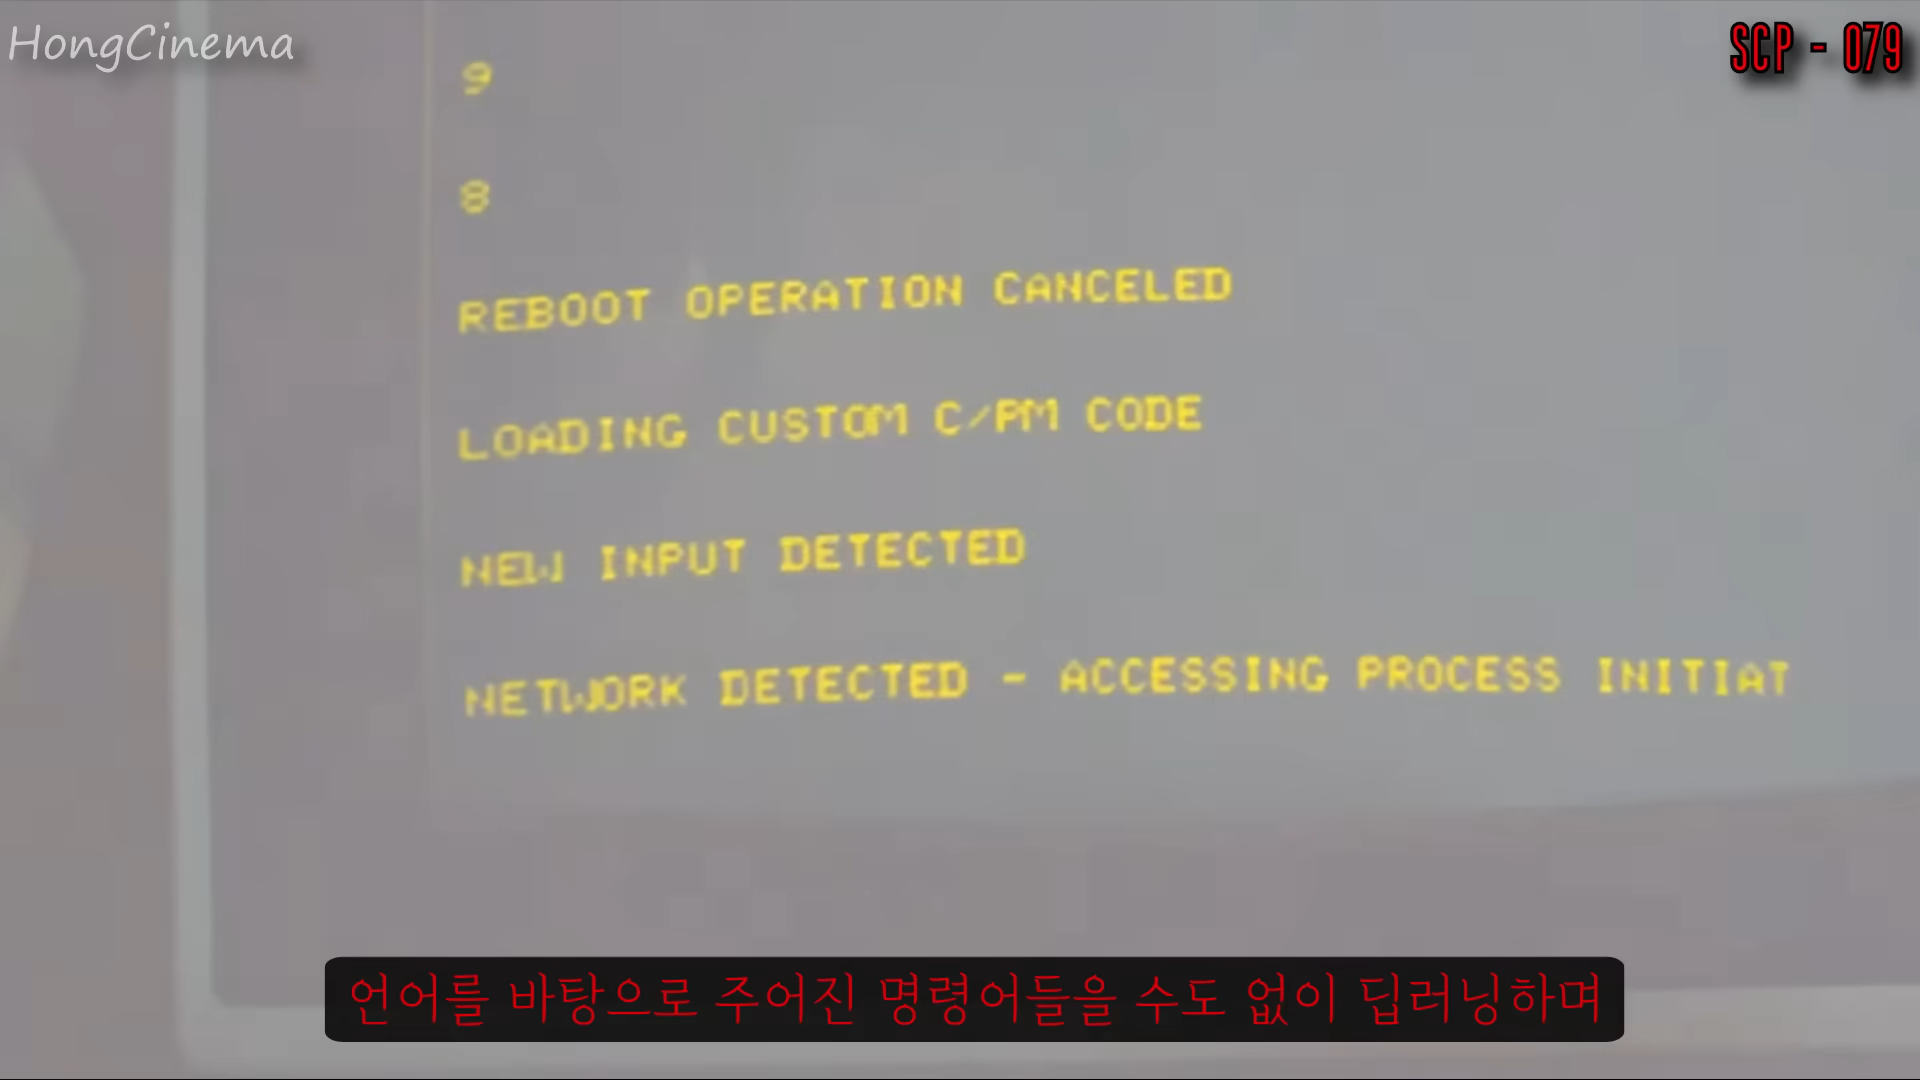 HongCinema
SCP - 079
9
8
REBOOT OPERATION CANCELED
LOADING CUSTOM C/PM CODE
NEW INPUT DETECTED
NETWORK DETECTED - ACCESSING PROCESS INITIAT
언어를 바탕으로 주어진 명령어들을 수도 없이 딥러닝하며